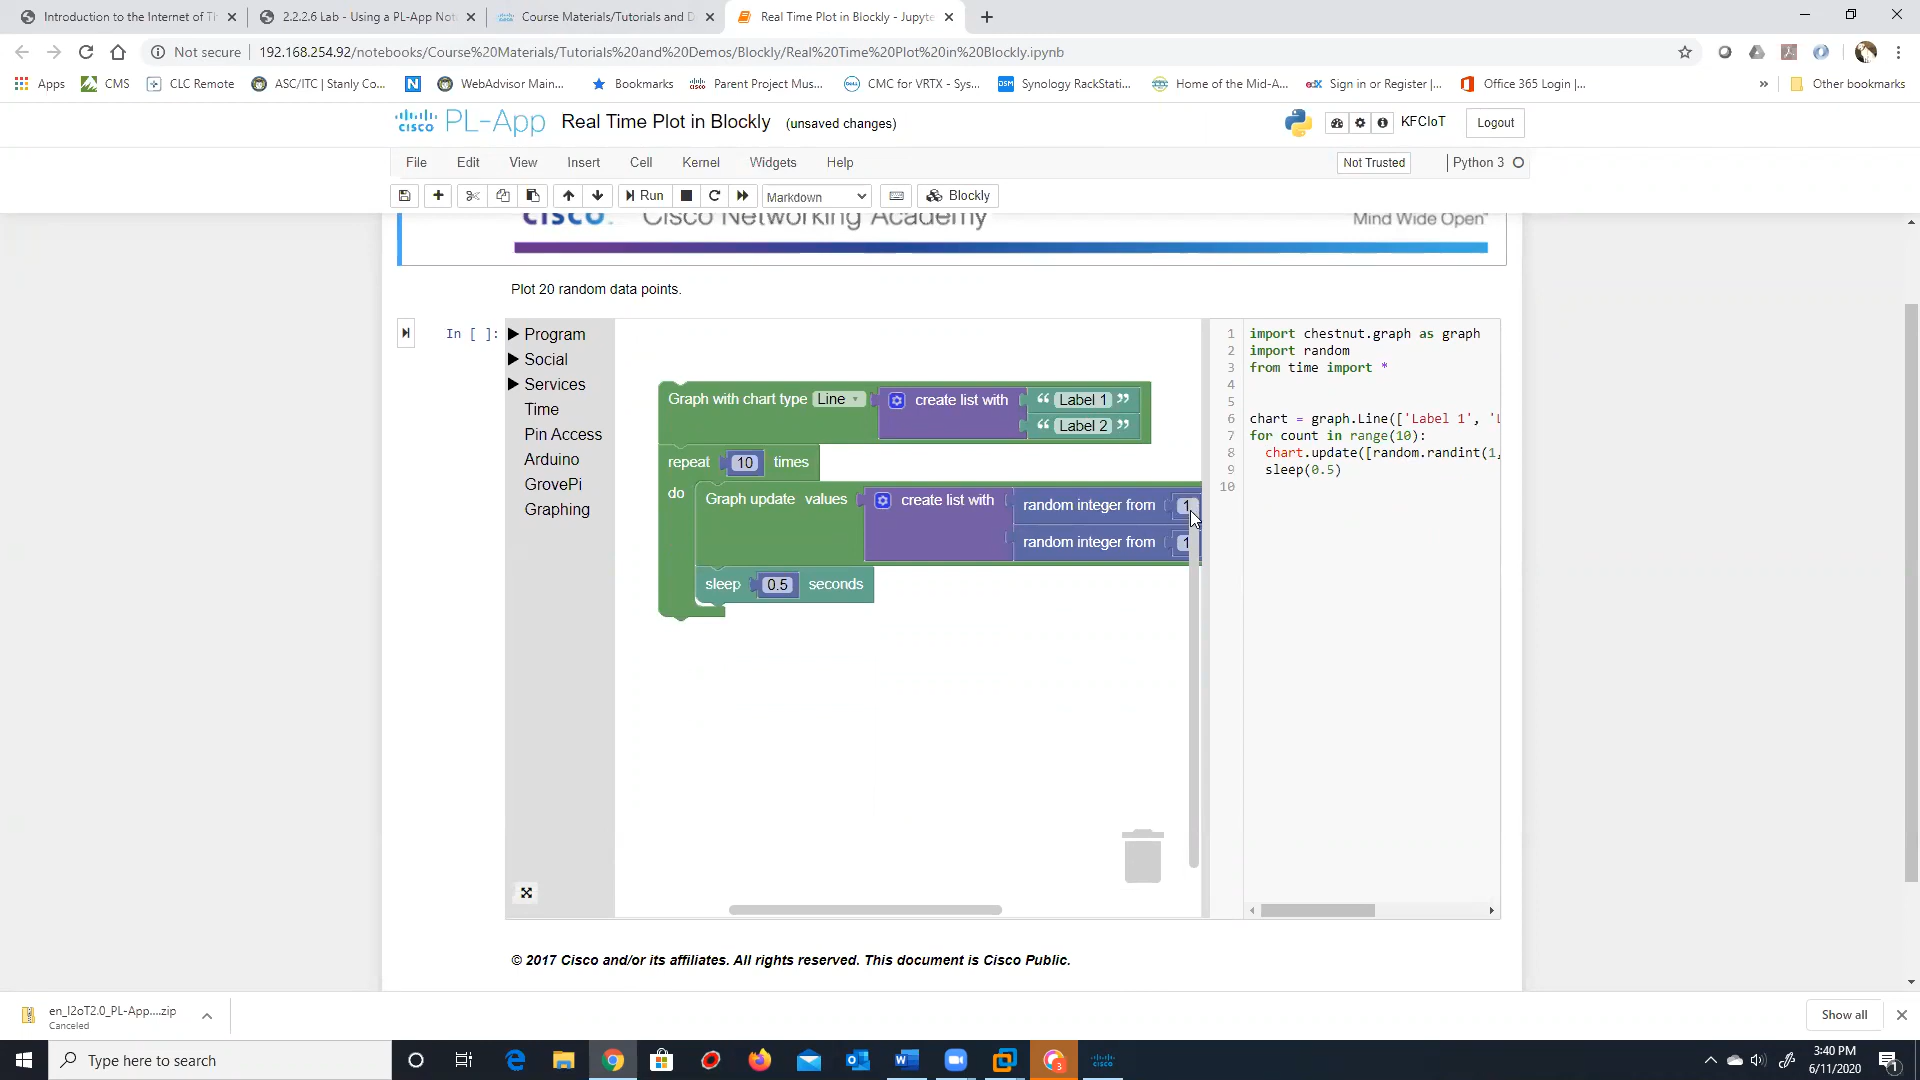 Introduction to the Internet of Th
2.2.2.6 Lab - Using a PL-App Not
Course Materials/Tutorials and D
Real Time Plot in Blockly - Jupyte
Not secure
192.168.254.92/notebooks/Course%20Materials/Tutorials%20and%20Demos/Blockly/Real%20Time%20Plot%20in%20Blockly.ipynb
Apps
CMS
CLC Remote
ASC/ITC | Stanly Co...
WebAdvisor Main...
Bookmarks
Parent Project Mus...
CMC for VRTX - Sys...
Synology RackStati...
Home of the Mid-A...
Sign in or Register |...
Office 365 Login |...
»
Other bookmarks
cisco PL-App Real Time Plot in Blockly (unsaved changes)
KFCIoT
Logout
File Edit View Insert Cell Kernel Widgets Help
Not Trusted
Python 3
Run
Markdown
Blockly
cisco. Cisco Networking Academy
Mind Wide Open™
Plot 20 random data points.
In [ ]:
Program
Social
Services
Time
Pin Access
Arduino
GrovePi
Graphing
Graph with chart type Line create list with “ Label 1 ”
“ Label 2 ”
repeat 10 times
do Graph update values create list with random integer from 1
random integer from 1
sleep 0.5 seconds
1 import chestnut.graph as graph
2 import random
3 from time import *
4
5
6 chart = graph.Line(['Label 1', 'L
7 for count in range(10):
8 chart.update([random.randint(1,
9 sleep(0.5)
10
© 2017 Cisco and/or its affiliates. All rights reserved. This document is Cisco Public.
en_I2oT2.0_PL-App....zip
Canceled
Show all
Type here to search
3
3:40 PM
6/11/2020
1